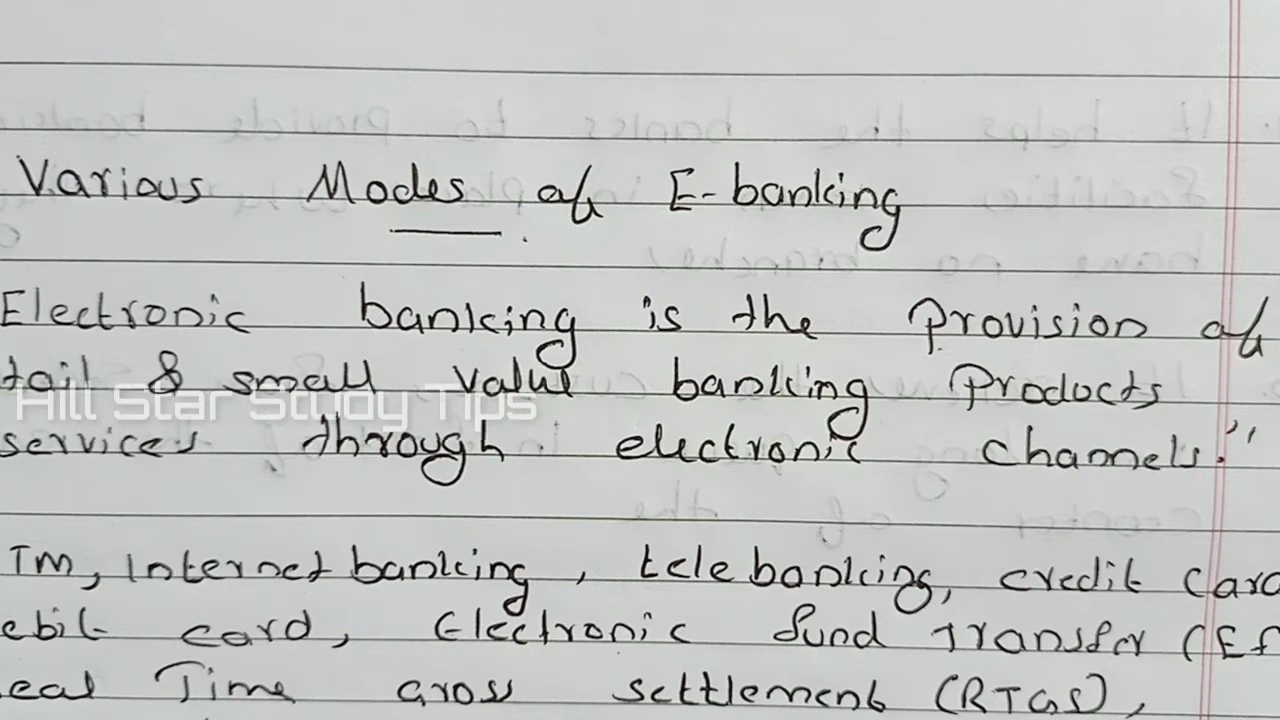 Various Modes of E-banking
Electronic banking is the Provision of
tail & small value banking Products
Hill Star Study Tips
services through electronic channels."
TM, Internet banking, tele banking, credit card
ebit card, Electronic fund Transfer (EF
eal Time Gross settlement (RTGS),